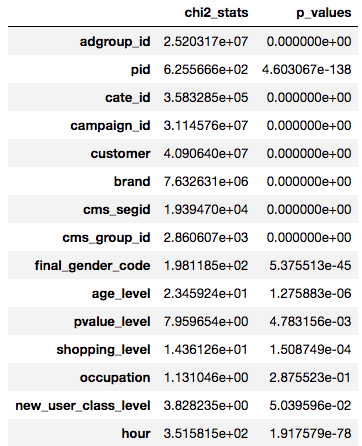 chi2_stats p_values
adgroup_id 2.520317e+07 0.000000e+00
pid 6.255666e+02 4.603067e-138
cate_id 3.583285e+05 0.000000e+00
campaign_id 3.114576e+07 0.000000e+00
customer 4.090640e+07 0.000000e+00
brand 7.632631e+06 0.000000e+00
cms_segid 1.939470e+04 0.000000e+00
cms_group_id 2.860607e+03 0.000000e+00
final_gender_code 1.981185e+02 5.375513e-45
age_level 2.345924e+01 1.275883e-06
pvalue_level 7.959654e+00 4.783156e-03
shopping_level 1.436126e+01 1.508749e-04
occupation 1.131046e+00 2.875523e-01
new_user_class_level 3.828235e+00 5.039596e-02
hour 3.515815e+02 1.917579e-78